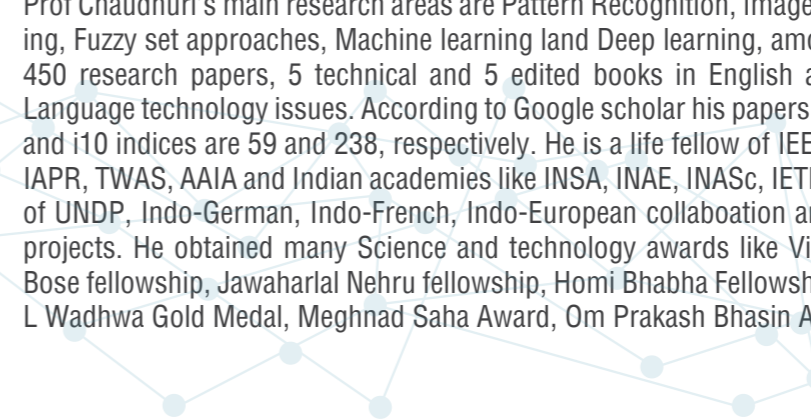 Prof Chaudhuri's main research areas are Pattern Recognition, Image
ing, Fuzzy set approaches, Machine learning land Deep learning, amo
450 research papers, 5 technical and 5 edited books in English a
Language technology issues. According to Google scholar his papers
and i10 indices are 59 and 238, respectively. He is a life fellow of IEE
IAPR, TWAS, AAIA and Indian academies like INSA, INAE, INASc, IET
of UNDP, Indo-German, Indo-French, Indo-European collaboation a
projects. He obtained many Science and technology awards like Vi
Bose fellowship, Jawaharlal Nehru fellowship, Homi Bhabha Fellowsh
L Wadhwa Gold Medal, Meghnad Saha Award, Om Prakash Bhasin A